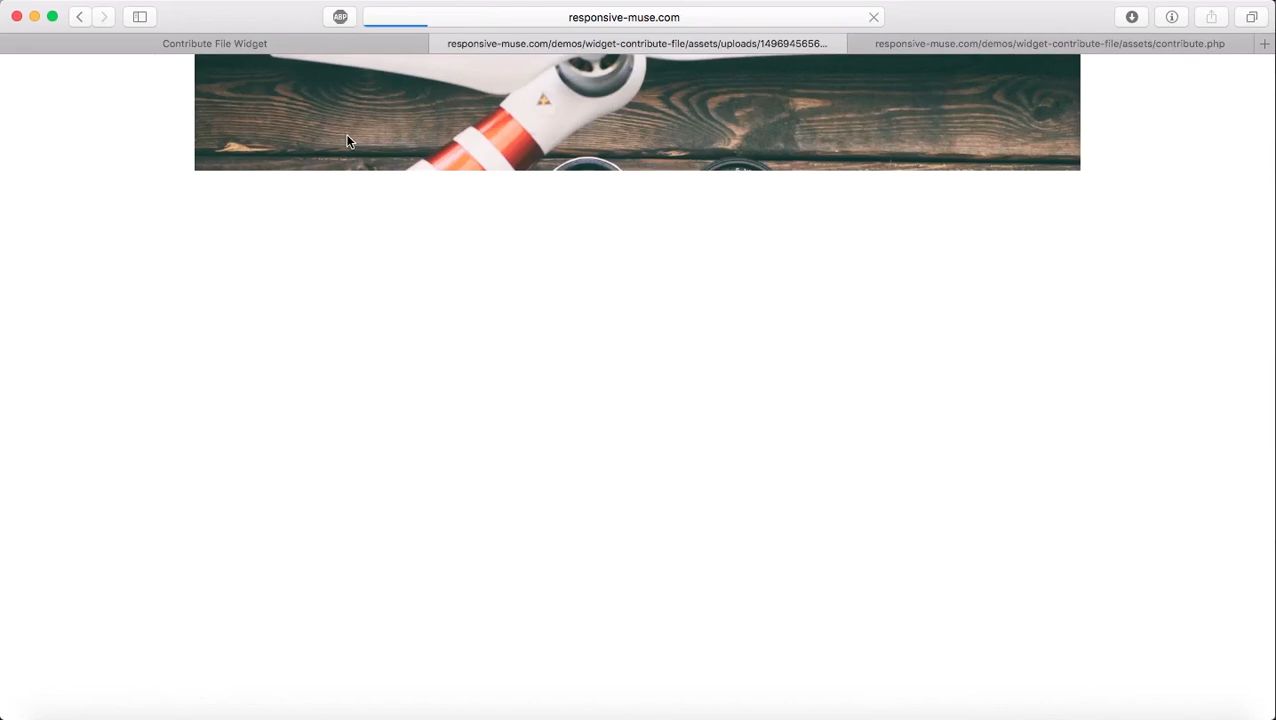 ABP
responsive-muse.com
Contribute File Widget
responsive-muse.com/demos/widget-contribute-file/assets/uploads/1496945656...
responsive-muse.com/demos/widget-contribute-file/assets/contribute.php